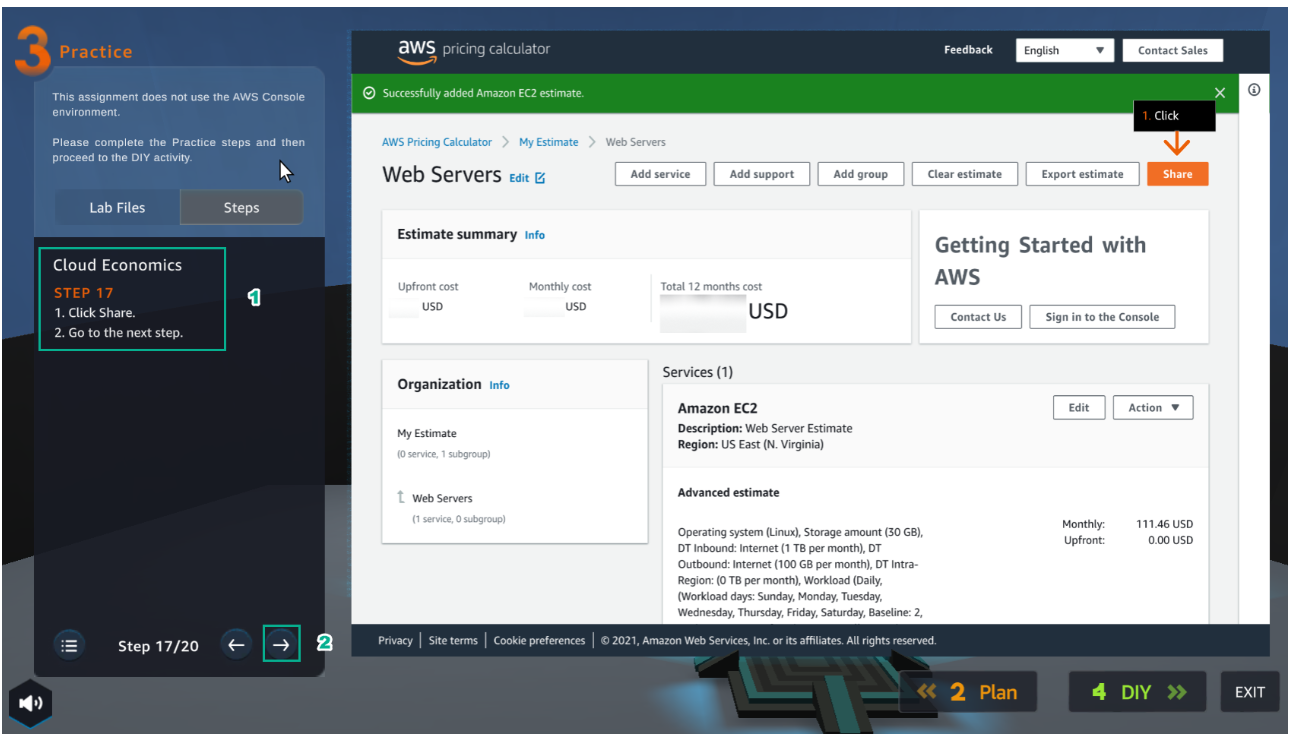 3 Practice
This assignment does not use the AWS Console
environment.
Please complete the Practice steps and then
proceed to the DIY activity.
Lab Files
Steps
Cloud Economics
STEP 17
1. Click Share.
2. Go to the next step.
1
Step 17/20
2
aws pricing calculator
Feedback
English
Contact Sales
Successfully added Amazon EC2 estimate.
1. Click
AWS Pricing Calculator > My Estimate > Web Servers
Web Servers Edit
Add service
Add support
Add group
Clear estimate
Export estimate
Share
Estimate summary Info
Upfront cost
USD
Monthly cost
USD
Total 12 months cost
USD
Getting Started with
AWS
Contact Us
Sign in to the Console
Organization Info
My Estimate
(0 service, 1 subgroup)
Web Servers
(1 service, 0 subgroup)
Services (1)
Amazon EC2
Edit
Action
Description: Web Server Estimate
Region: US East (N. Virginia)
Advanced estimate
Operating system (Linux), Storage amount (30 GB),
DT Inbound: Internet (1 TB per month), DT
Outbound: Internet (100 GB per month), DT Intra-
Region: (0 TB per month), Workload (Daily,
(Workload days: Sunday, Monday, Tuesday,
Wednesday, Thursday, Friday, Saturday, Baseline: 2,
Monthly: 111.46 USD
Upfront: 0.00 USD
Privacy | Site terms | Cookie preferences | © 2021, Amazon Web Services, Inc. or its affiliates. All rights reserved.
2 Plan
4 DIY
EXIT